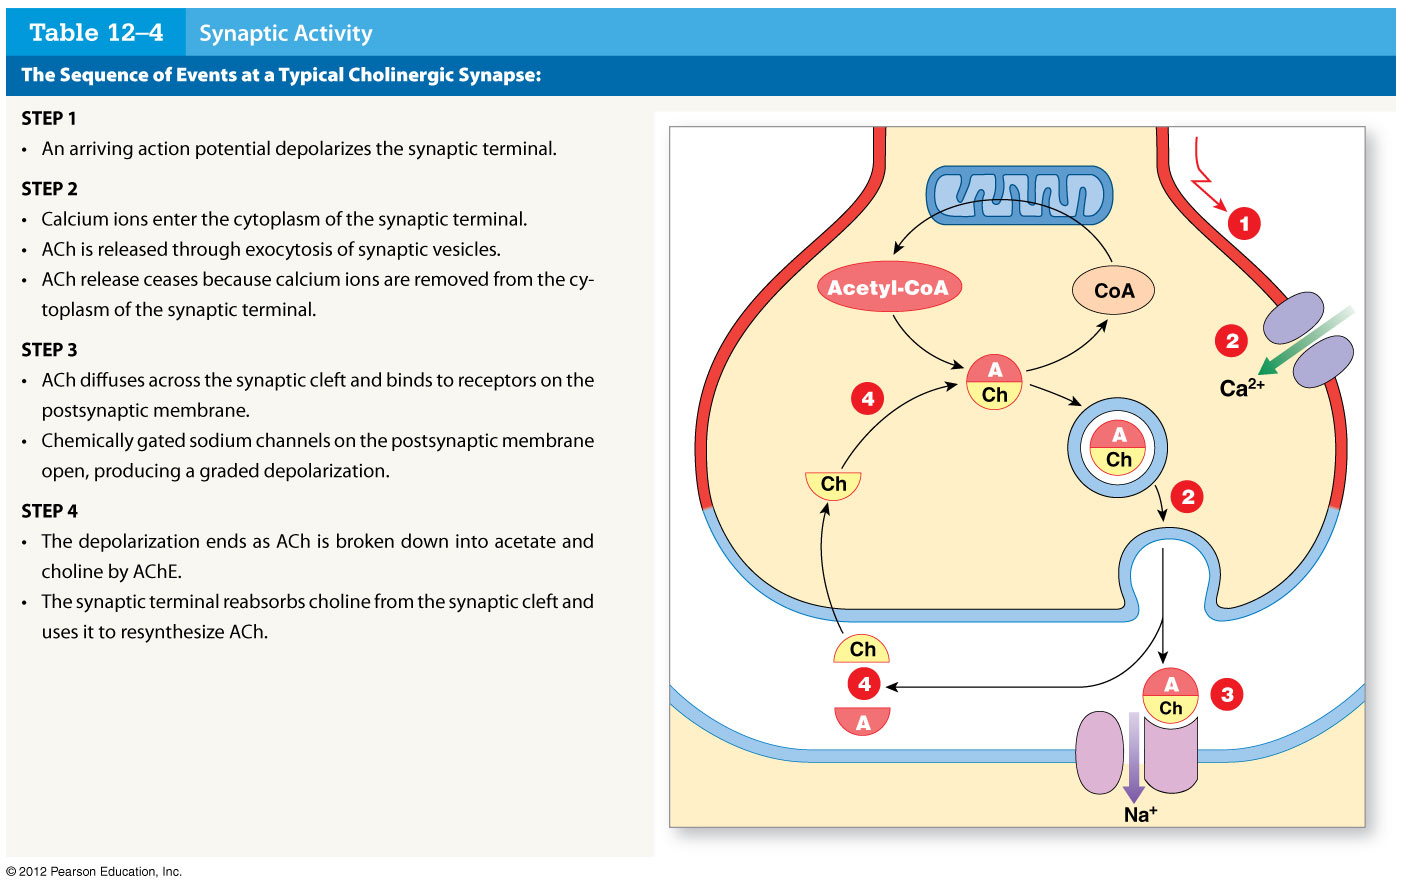 Table 12–4 Synaptic Activity
The Sequence of Events at a Typical Cholinergic Synapse:
STEP 1
• An arriving action potential depolarizes the synaptic terminal.
STEP 2
• Calcium ions enter the cytoplasm of the synaptic terminal.
• ACh is released through exocytosis of synaptic vesicles.
• ACh release ceases because calcium ions are removed from the cy-
toplasm of the synaptic terminal.
STEP 3
• ACh diffuses across the synaptic cleft and binds to receptors on the
postsynaptic membrane.
• Chemically gated sodium channels on the postsynaptic membrane
open, producing a graded depolarization.
STEP 4
• The depolarization ends as ACh is broken down into acetate and
choline by AChE.
• The synaptic terminal reabsorbs choline from the synaptic cleft and
uses it to resynthesize ACh.
1
Acetyl-CoA
CoA
2
Ca²⁺
A
Ch
4
A
Ch
Ch
2
Ch
4
A
A
Ch
3
Na⁺
© 2012 Pearson Education, Inc.